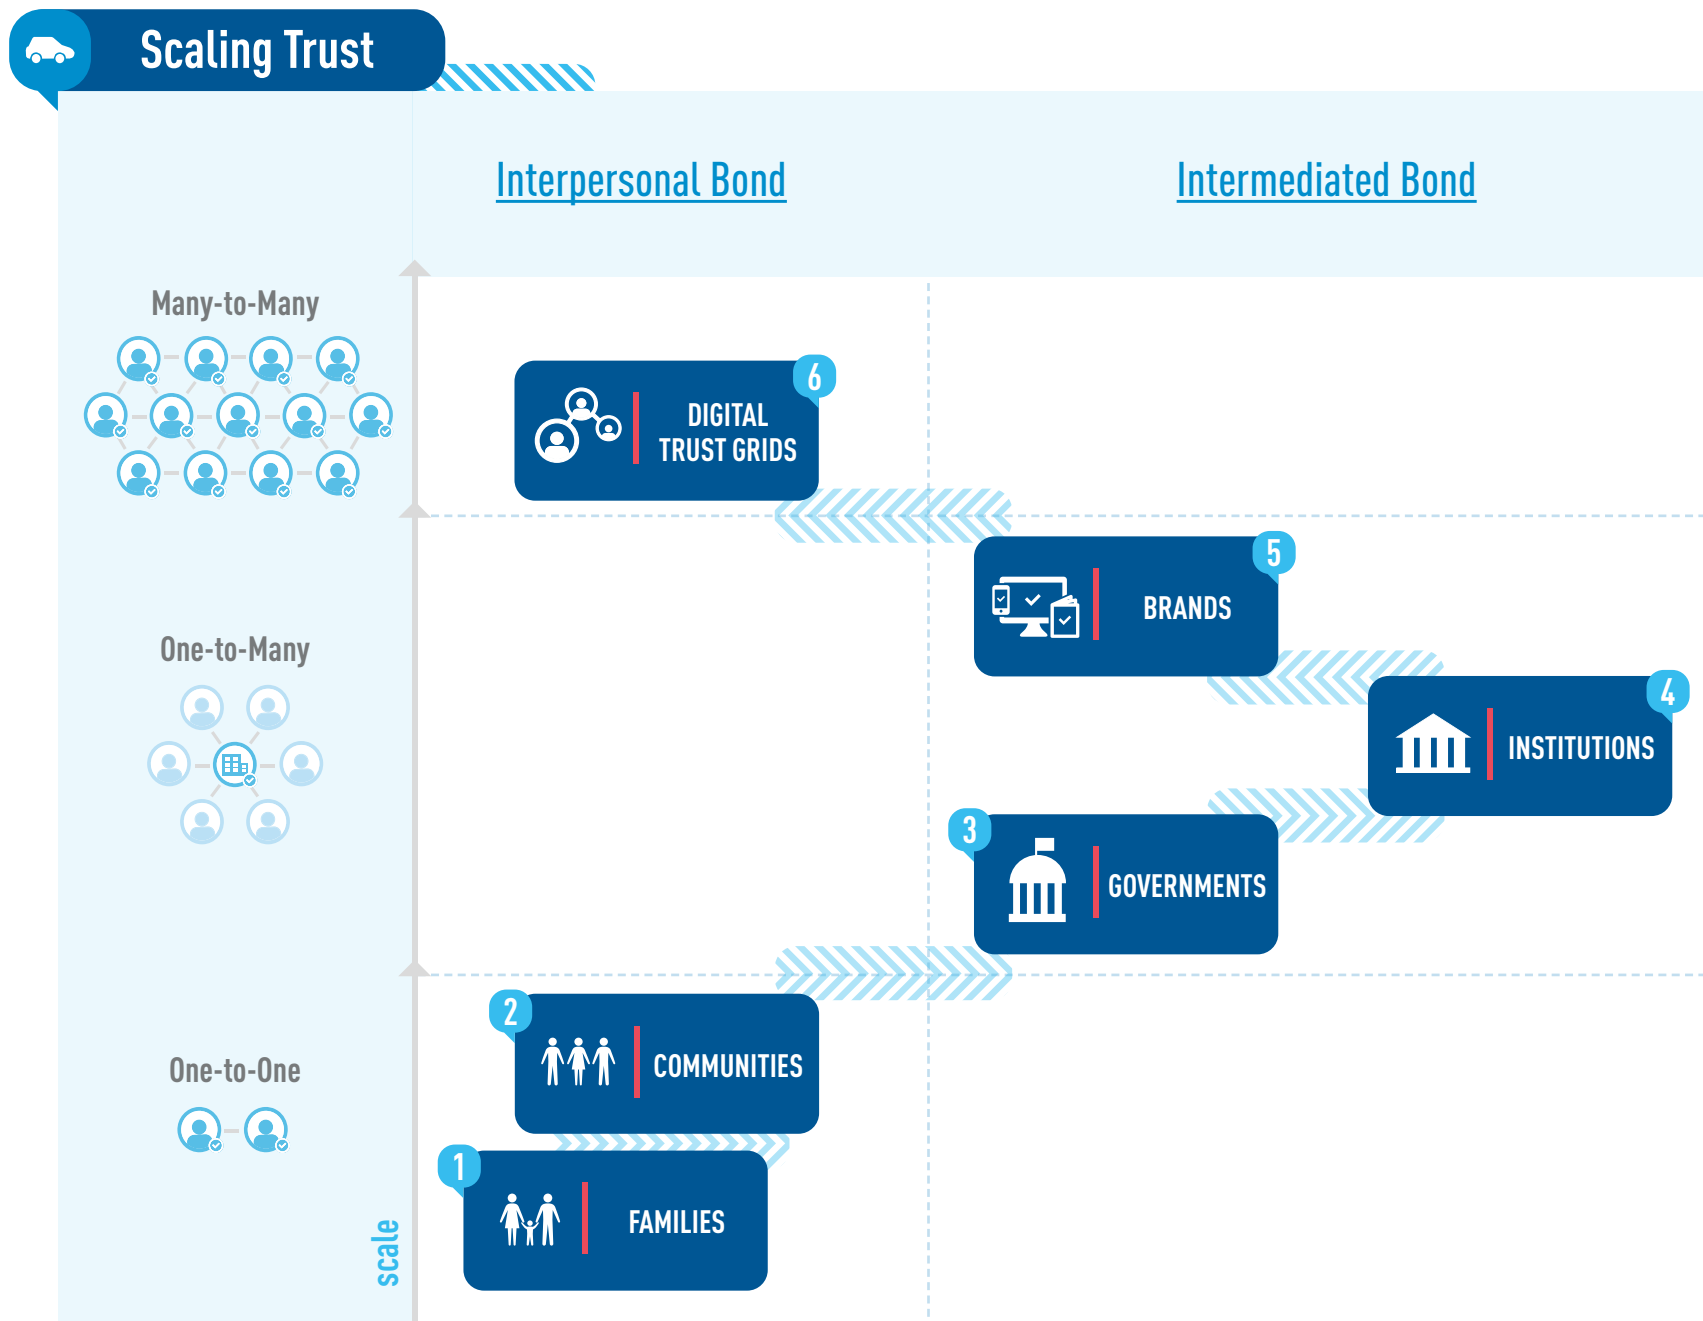 Scaling Trust
Interpersonal Bond
Intermediated Bond
Many-to-Many
6
DIGITAL
TRUST GRIDS
5
BRANDS
One-to-Many
4
INSTITUTIONS
3
GOVERNMENTS
2
COMMUNITIES
One-to-One
1
FAMILIES
scale